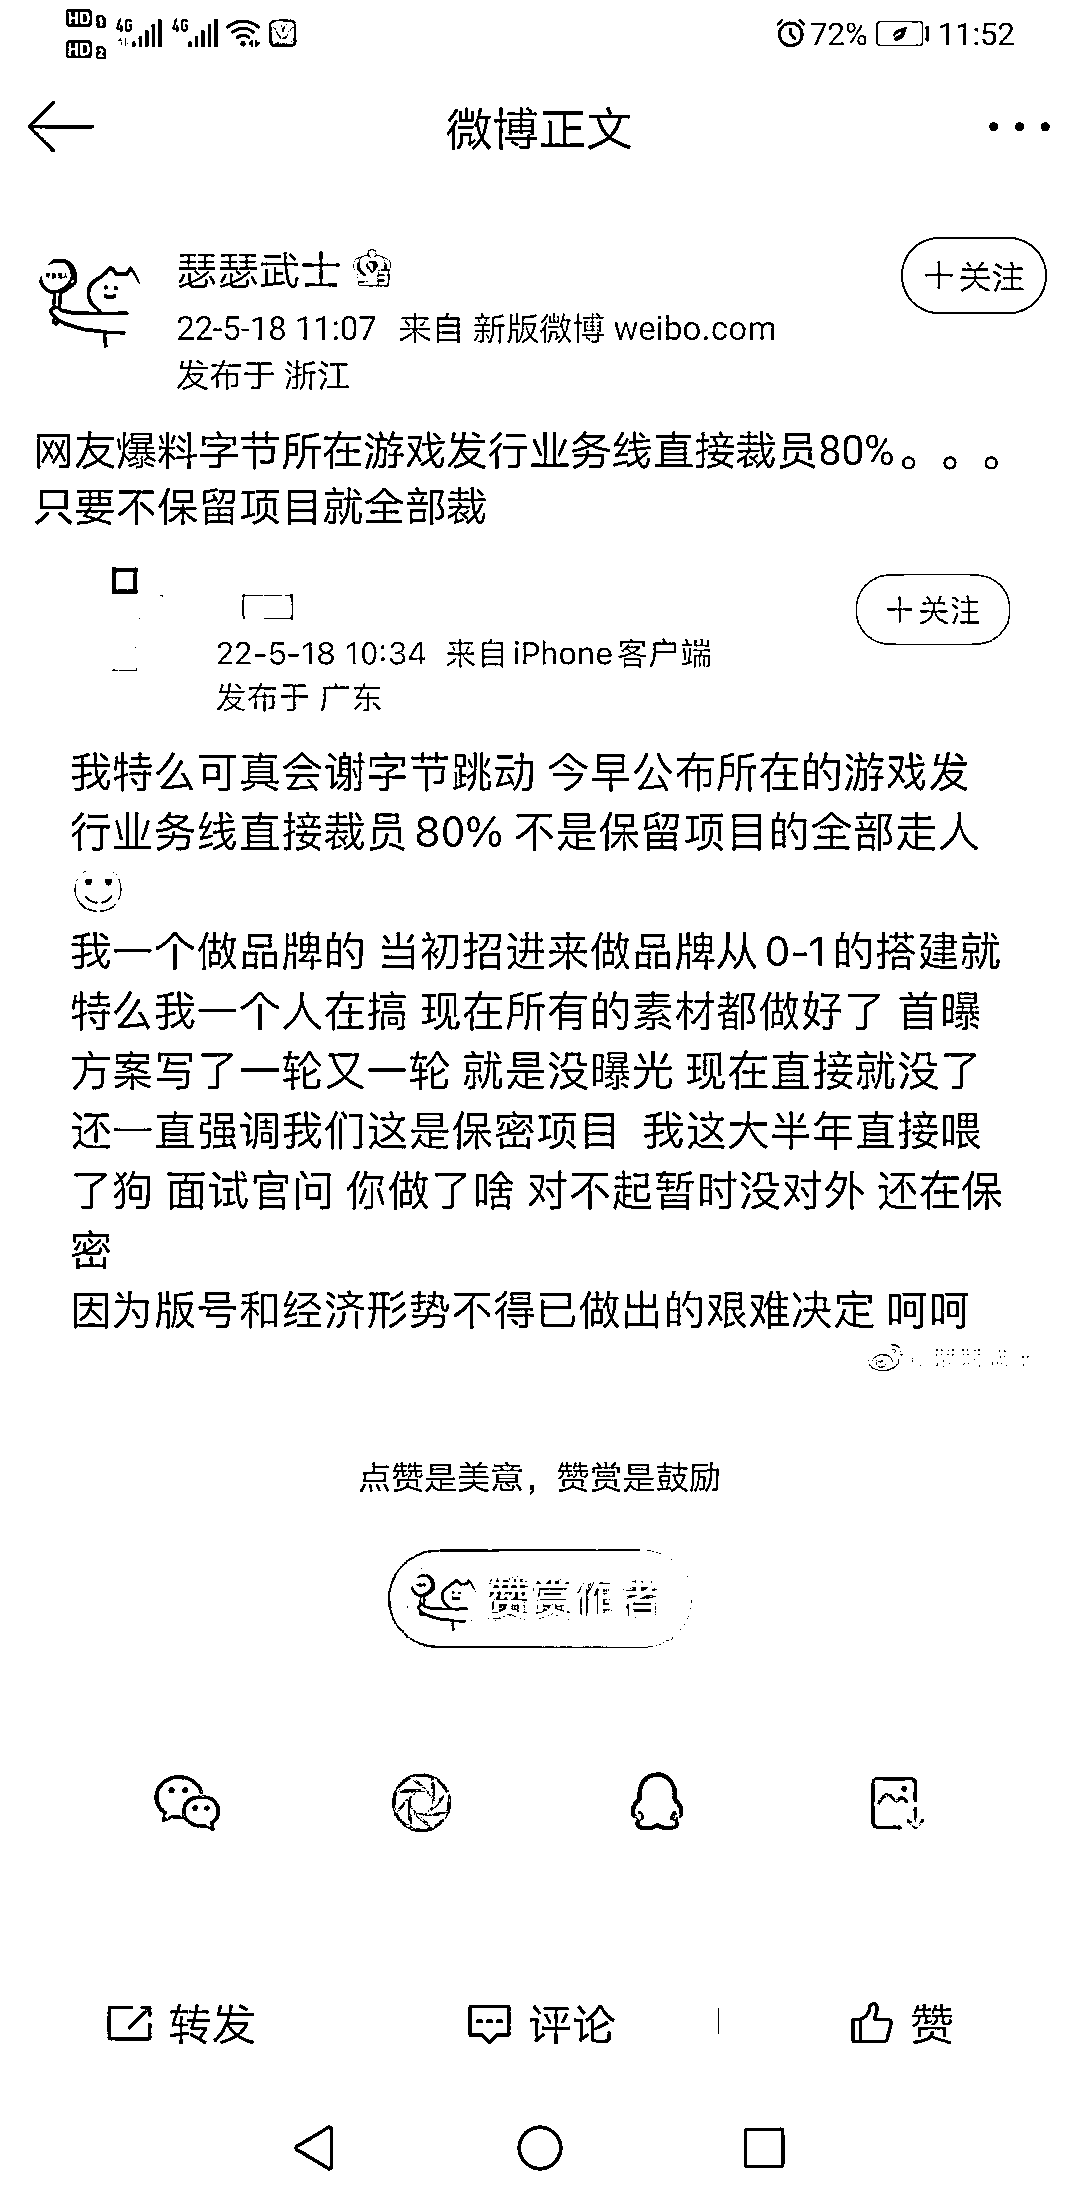 HD 1 4G 4G 72% 11:52
HD 2
微博正文
瑟瑟武士
+关注
22-5-18 11:07 来自 新版微博 weibo.com
发布于 浙江
网友爆料字节所在游戏发行业务线直接裁员80%。。。
只要不保留项目就全部裁
+关注
22-5-18 10:34 来自 iPhone客户端
发布于 广东
我特么可真会谢字节跳动 今早公布所在的游戏发
行业务线直接裁员80% 不是保留项目的全部走人
我一个做品牌的 当初招进来做品牌从0-1的搭建就
特么我一个人在搞 现在所有的素材都做好了 首曝
方案写了一轮又一轮 就是没曝光 现在直接就没了
还一直强调我们这是保密项目 我这大半年直接喂
了狗 面试官问 你做了啥 对不起暂时没对外 还在保
密
因为版号和经济形势不得已做出的艰难决定 呵呵
点赞是美意，赞赏是鼓励
赞赏作者
转发
评论
赞